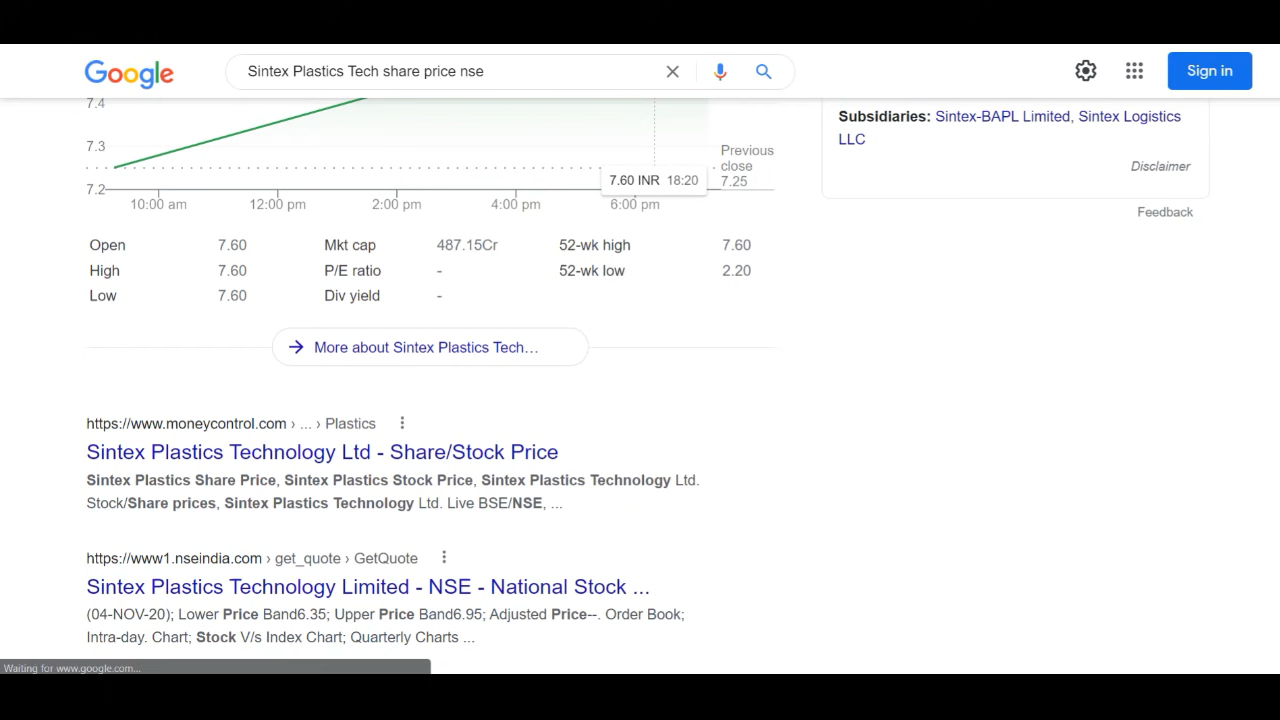 Google
Sintex Plastics Tech share price nse
Sign in
7.4
7.3
7.2
Previous
close
7.25
7.60 INR 18:20
10:00 am 12:00 pm 2:00 pm 4:00 pm 6:00 pm
Subsidiaries: Sintex-BAPL Limited, Sintex Logistics
LLC
Disclaimer
Feedback
Open 7.60 Mkt cap 487.15Cr 52-wk high 7.60
High 7.60 P/E ratio - 52-wk low 2.20
Low 7.60 Div yield -
More about Sintex Plastics Tech…
https://www.moneycontrol.com › ... › Plastics
Sintex Plastics Technology Ltd - Share/Stock Price
Sintex Plastics Share Price, Sintex Plastics Stock Price, Sintex Plastics Technology Ltd.
Stock/Share prices, Sintex Plastics Technology Ltd. Live BSE/NSE, ...
https://www1.nseindia.com › get_quote › GetQuote
Sintex Plastics Technology Limited - NSE - National Stock ...
(04-NOV-20); Lower Price Band6.35; Upper Price Band6.95; Adjusted Price--. Order Book;
Intra-day. Chart; Stock V/s Index Chart; Quarterly Charts ...
Waiting for www.google.com...